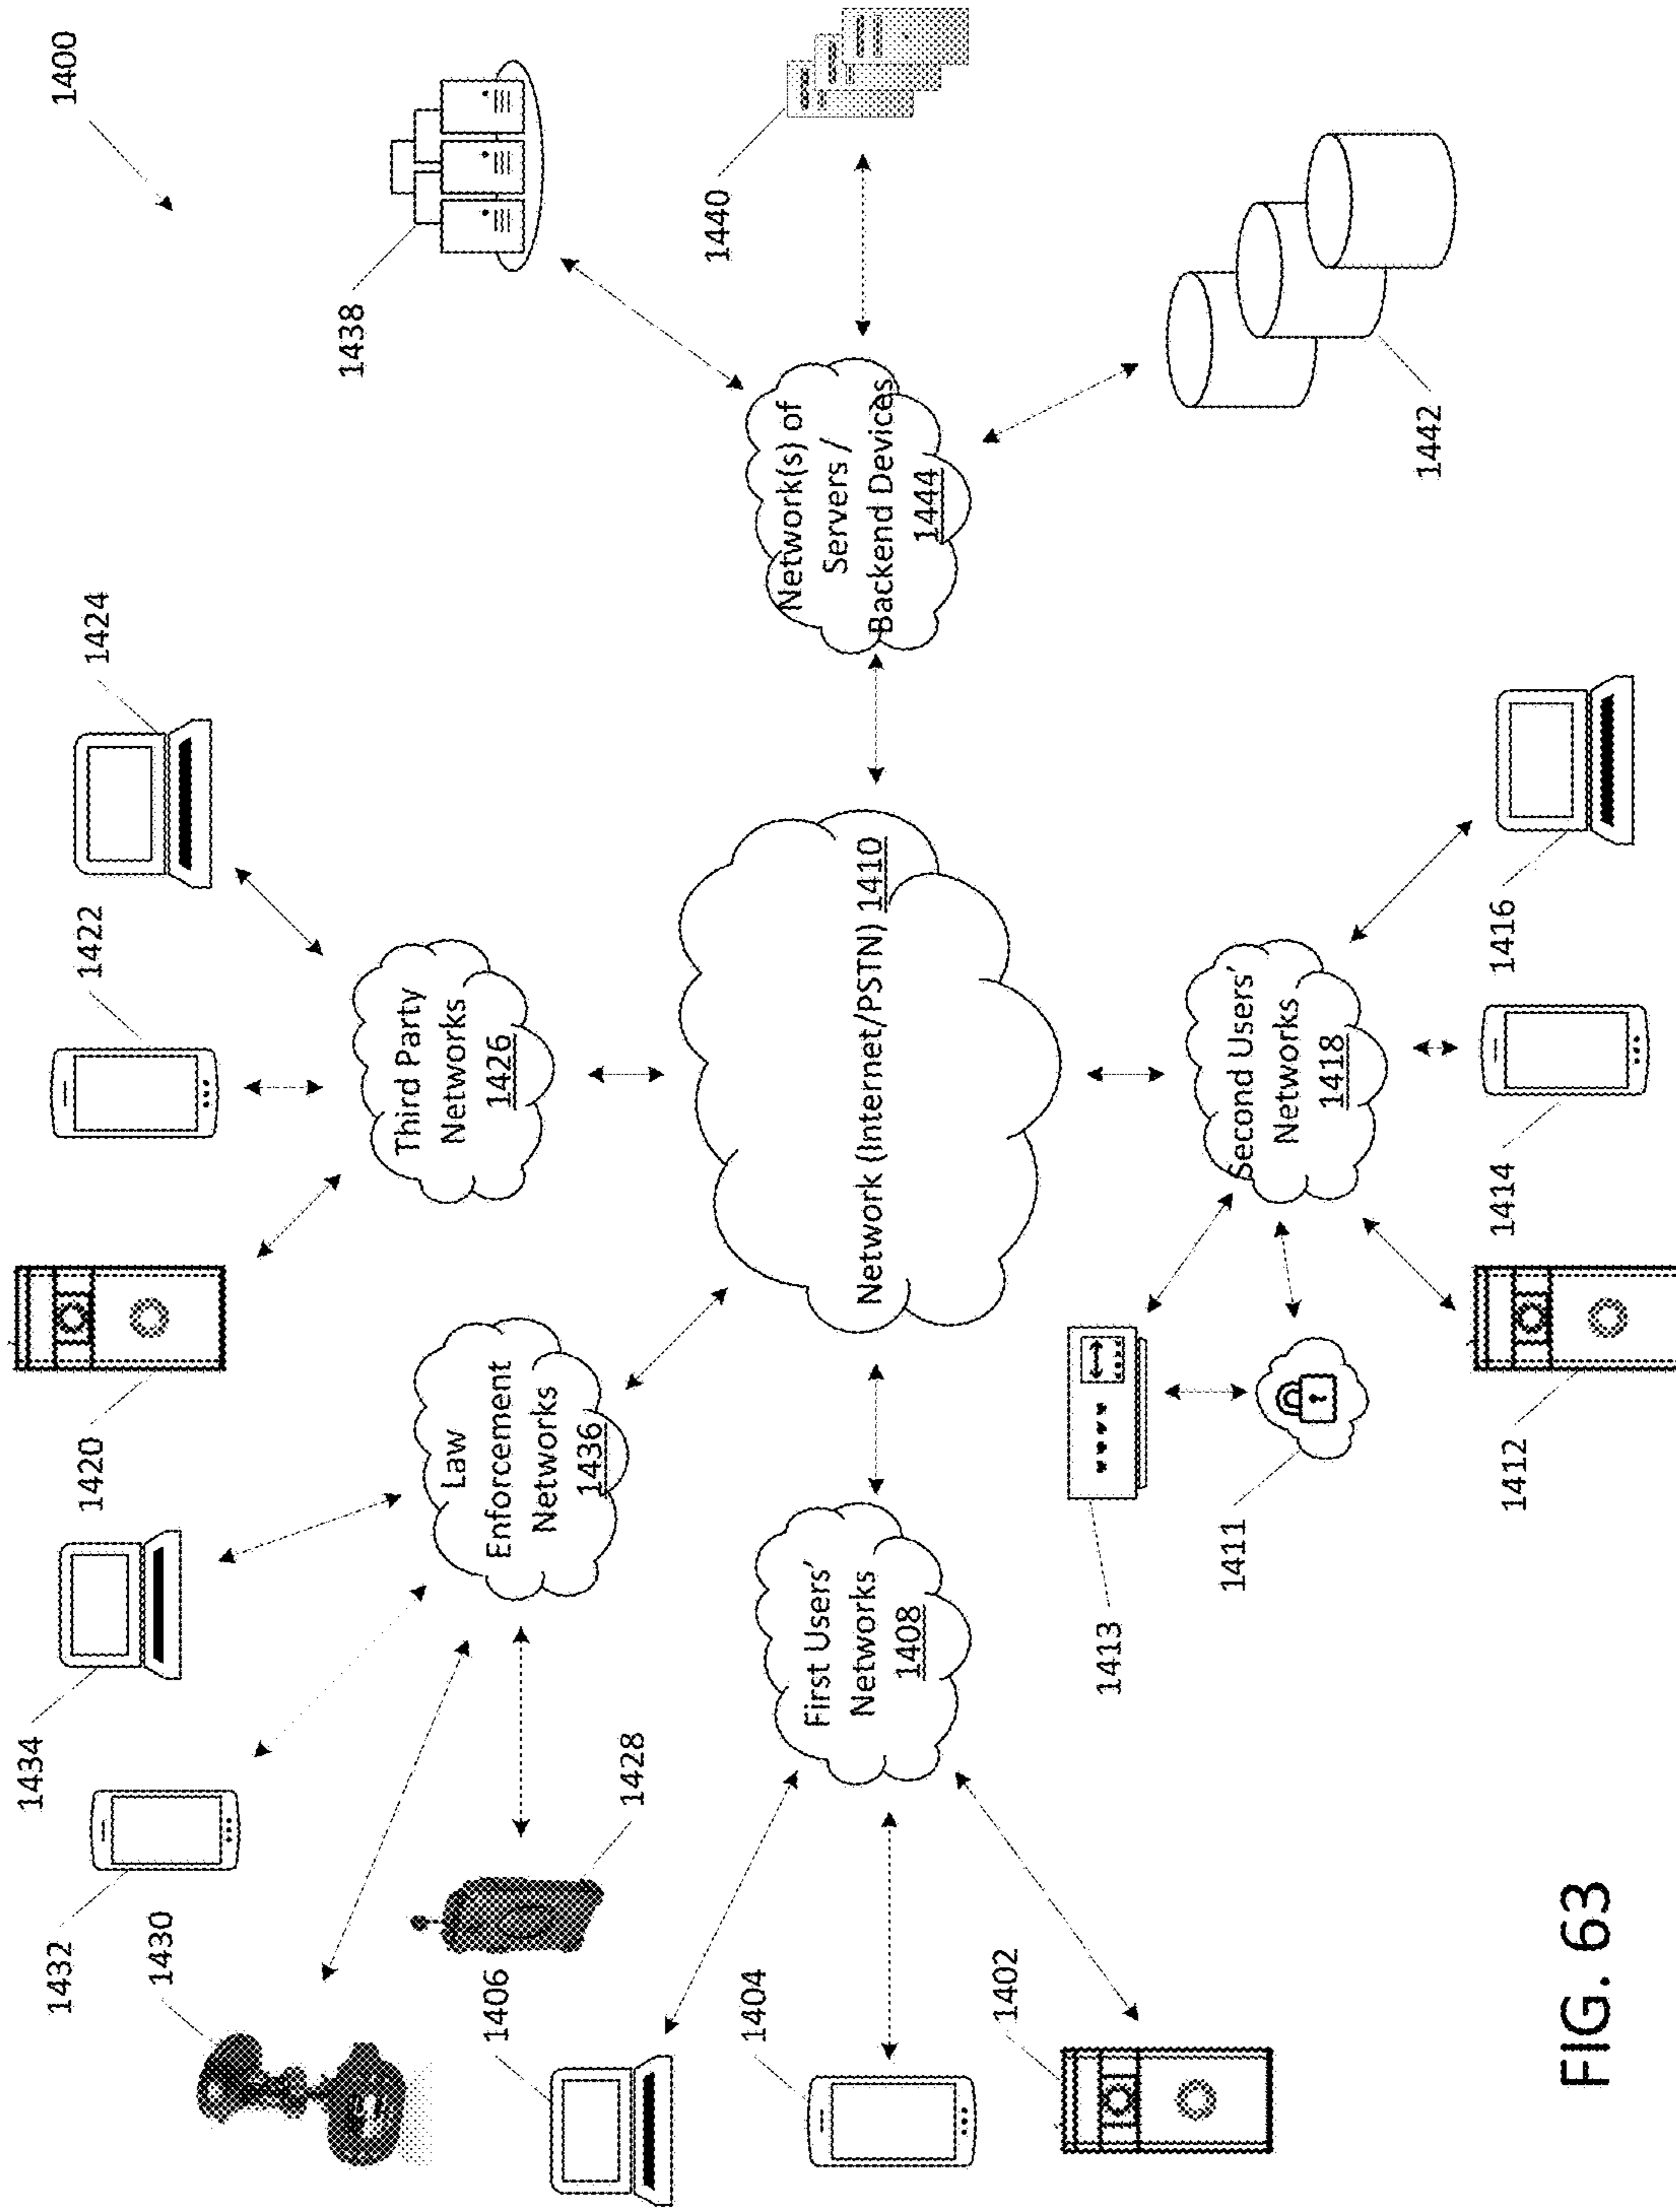 1400
1434
1420
1422
1424
1432
1430
Law
Enforcement
Networks
1436
Third Party
Networks
1426
1438
1428
1406
1404
1402
First Users'
Networks
1408
Network (Internet/PSTN) 1410
Network(s) of
Servers /
Backend Devices
1444
1440
1413
1411
1412
Second Users'
Networks
1418
1414
1416
1442
FIG. 63